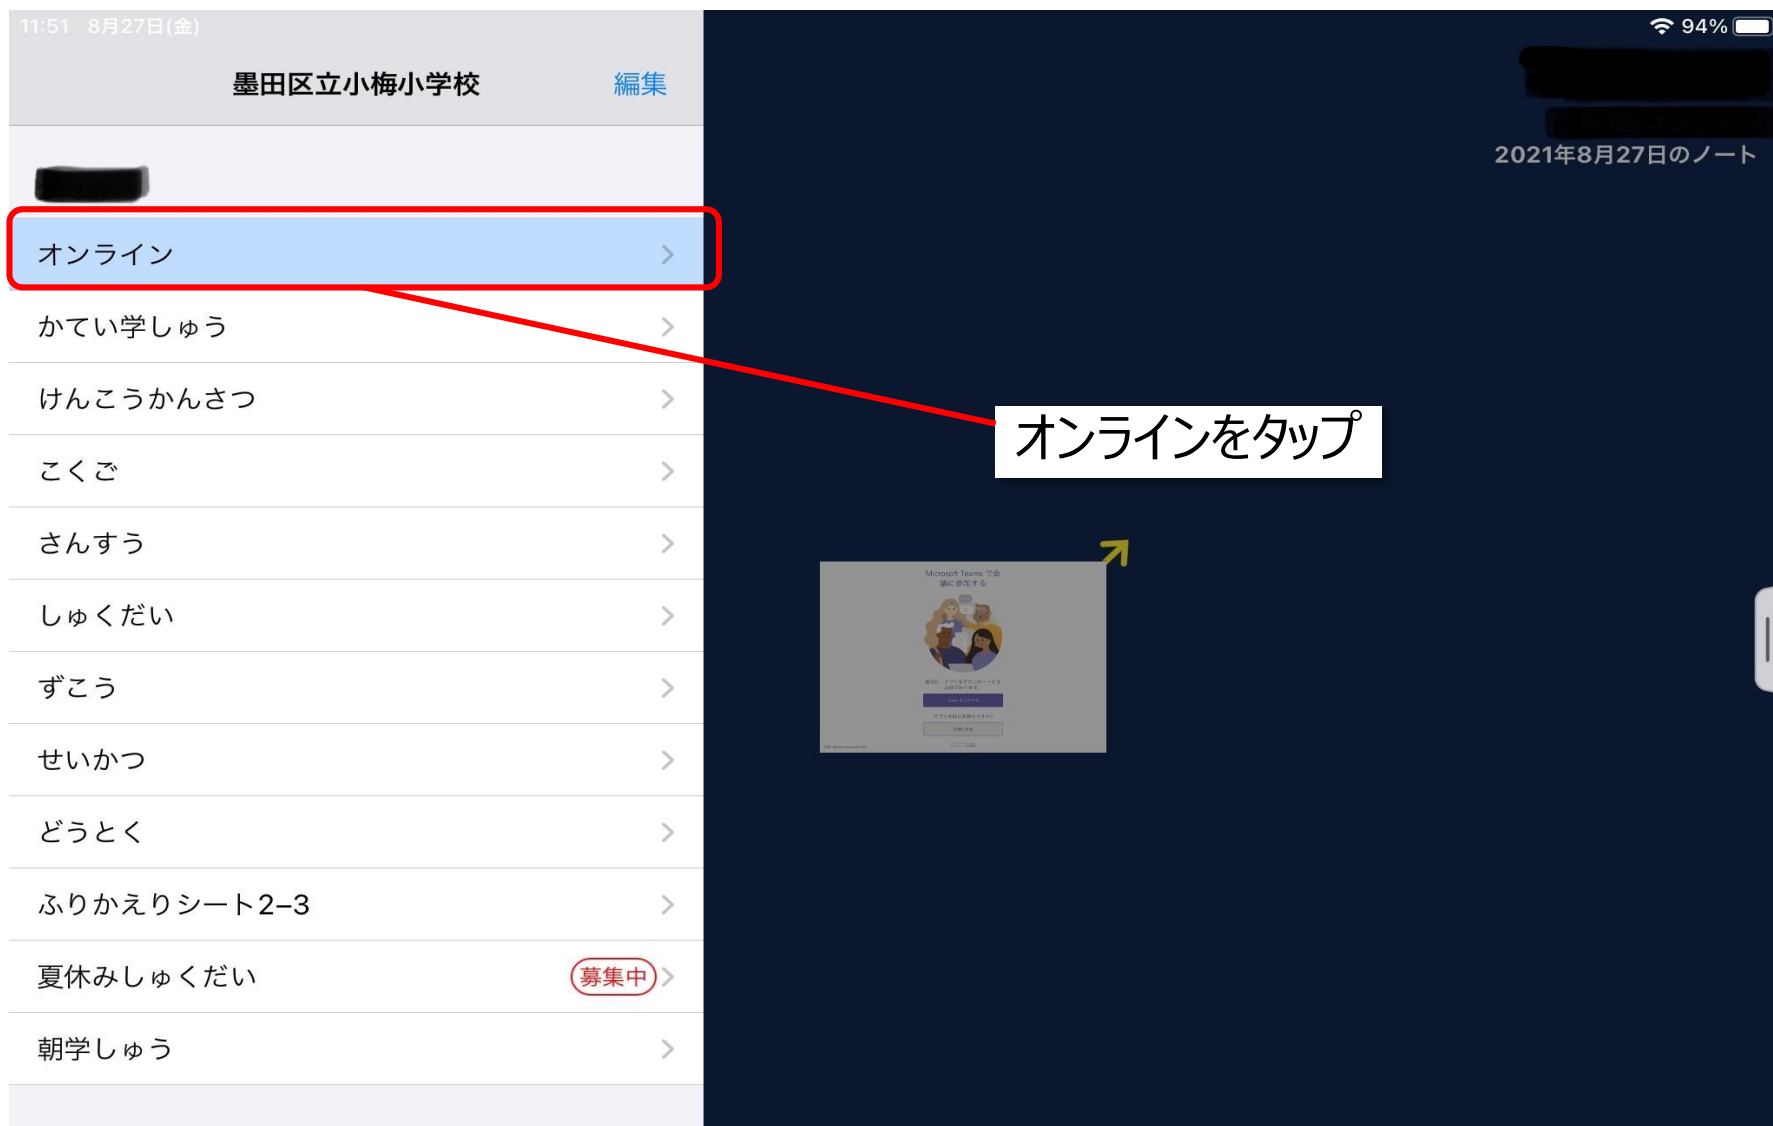 11:51 8月27日(金)
94%
墨田区立小梅小学校
編集
2021年8月27日のノート
オンライン
かてい学しゅう
けんこうかんさつ
こくご
さんすう
しゅくだい
ずこう
せいかつ
どうとく
ふりかえりシート2–3
夏休みしゅくだい
募集中
朝学しゅう
オンラインをタップ
Microsoft Teams で会
議に参加する